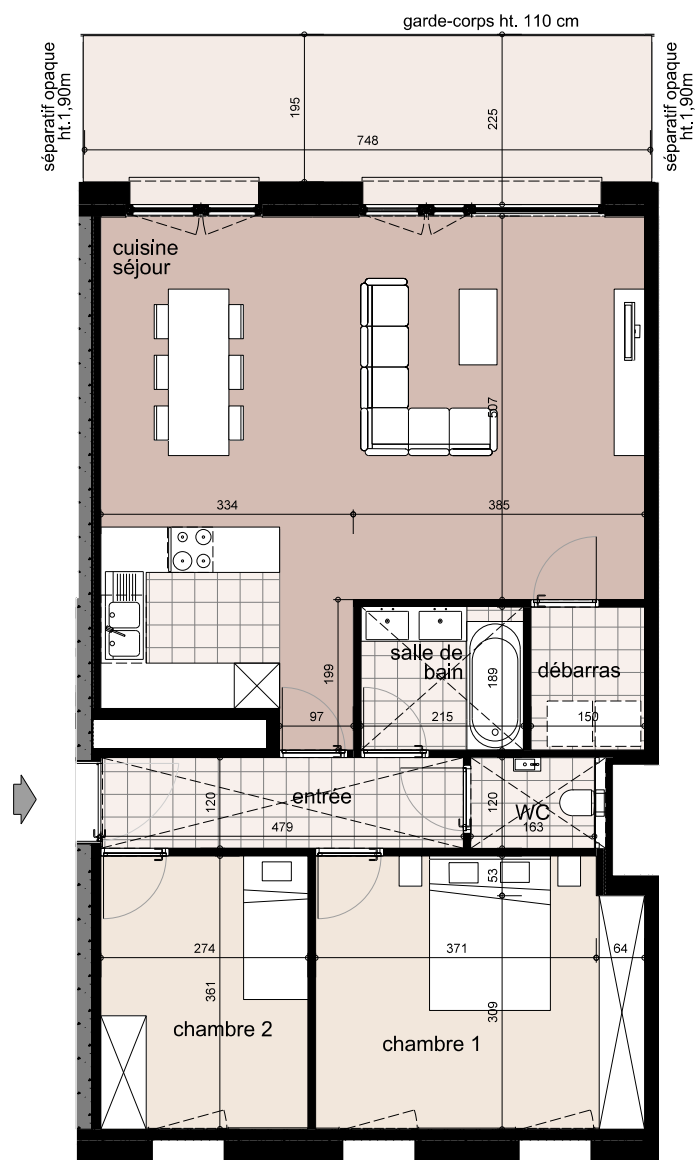 garde-corps ht. 110 cm
séparatif opaque
ht.1,90m
séparatif opaque
ht.1,90m
195
225
748
cuisine
séjour
507
334
385
199
salle de
bain
189
débarras
97
215
150
entrée
120
479
WC
120
163
53
274
371
64
361
309
chambre 2
chambre 1